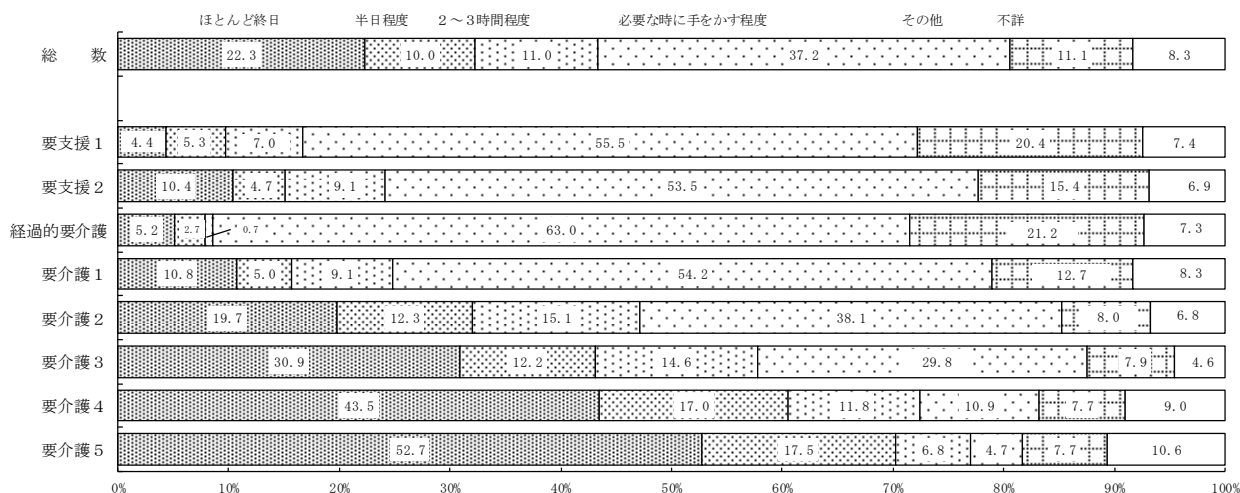 ほとんど終日 半日程度 2～3時間程度 必要な時に手をかす程度 その他 不詳
総 数 22.3 10.0 11.0 37.2 11.1 8.3
要支援1 4.4 5.3 7.0 55.5 20.4 7.4
要支援2 10.4 4.7 9.1 53.5 15.4 6.9
経過的要介護 5.2 2.7 0.7 63.0 21.2 7.3
要介護1 10.8 5.0 9.1 54.2 12.7 8.3
要介護2 19.7 12.3 15.1 38.1 8.0 6.8
要介護3 30.9 12.2 14.6 29.8 7.9 4.6
要介護4 43.5 17.0 11.8 10.9 7.7 9.0
要介護5 52.7 17.5 6.8 4.7 7.7 10.6
0% 10% 20% 30% 40% 50% 60% 70% 80% 90% 100%